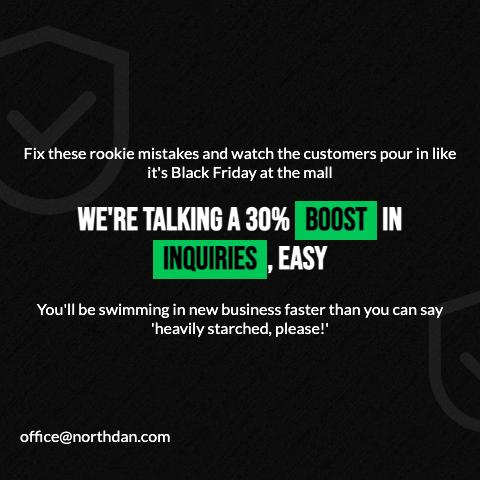 Fix these rookie mistakes and watch the customers pour in like
it's Black Friday at the mall
WE'RE TALKING A 30% BOOST IN
INQUIRIES, EASY
You'll be swimming in new business faster than you can say
'heavily starched, please!'
office@northdan.com